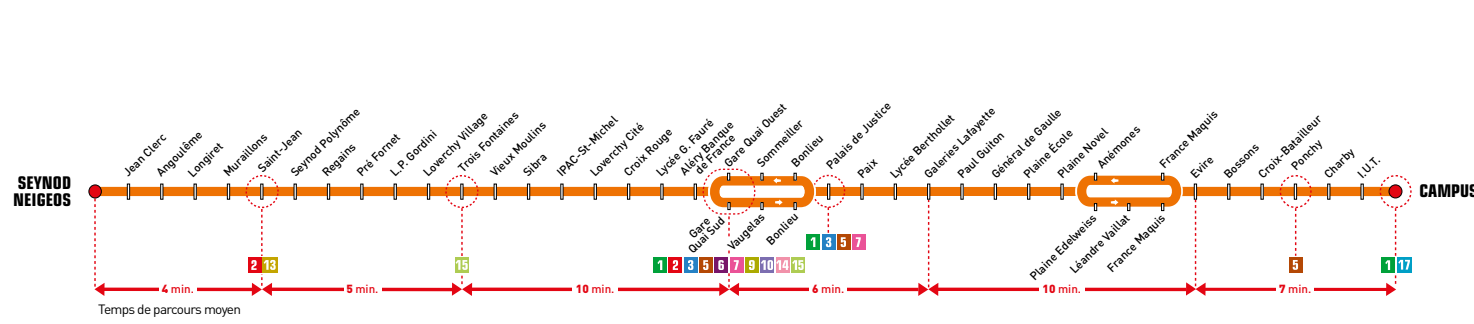 SEYNOD
NEIGEOS
Jean Clerc
Angoulême
Longiret
Muraillons
Saint-Jean
Seynod Polynôme
Regains
Pré Fornet
L.P. Gordini
Loverchy Village
Trois Fontaines
Vieux Moulins
Sibra
IPAC-St-Michel
Loverchy Cité
Croix Rouge
Lycée G. Fauré
Aléry Banque
de France
Gare Quai Ouest
Sommeiller
Bonlieu
Gare
Quai Sud
Vaugelas
Bonlieu
Palais de Justice
Paix
Lycée Berthollet
Galeries Lafayette
Paul Guiton
Général de Gaulle
Plaine École
Plaine Novel
Anémones
France Maquis
Plaine Edelweiss
Léandre Vaillat
France Maquis
Evire
Bossons
Croix-Batailleur
Ponchy
Charby
I.U.T.
CAMPUS
1 3 5 7
2 13
15
1 2 3 5 6 7 9 10 14 15
5
1 17
4 min.
5 min.
10 min.
6 min.
10 min.
7 min.
Temps de parcours moyen